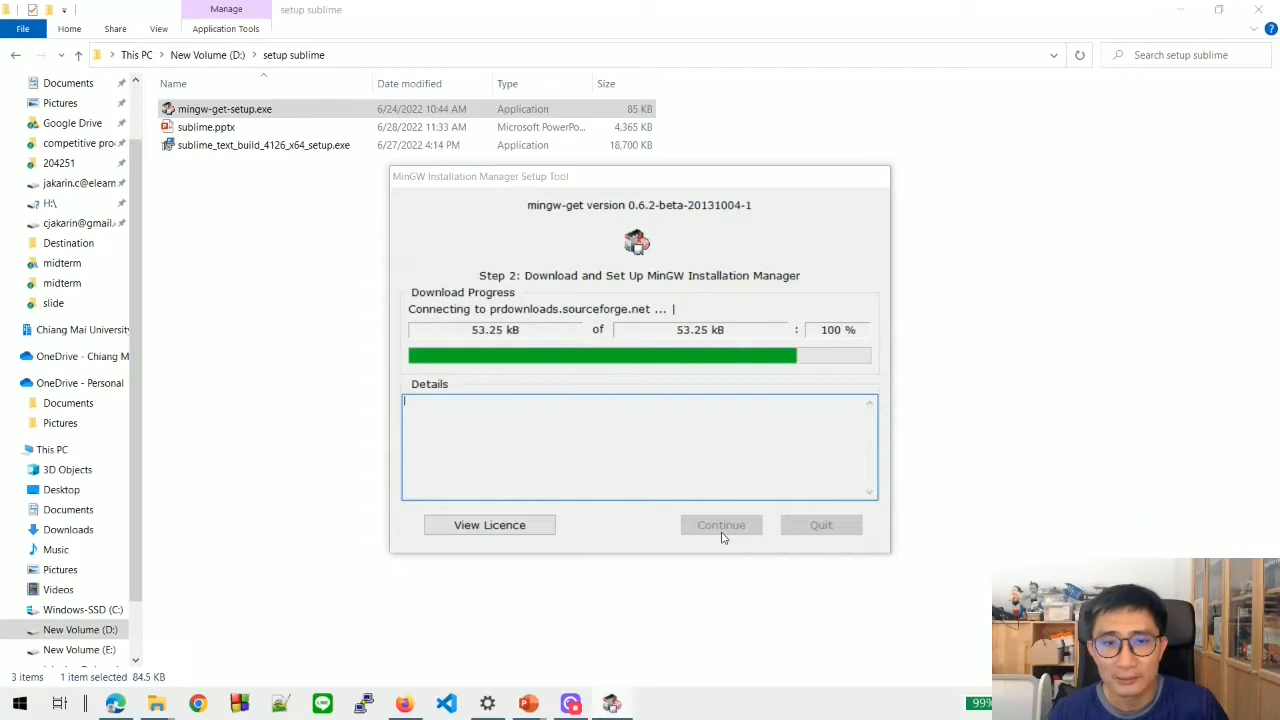 Manage
setup sublime
File
Home
Share
View
Application Tools
This PC
New Volume (D:)
setup sublime
Search setup sublime
Name
Date modified
Type
Size
mingw-get-setup.exe
6/24/2022 10:44 AM
Application
85 KB
sublime.pptx
6/28/2022 11:33 AM
Microsoft PowerPo...
4,365 KB
sublime_text_build_4126_x64_setup.exe
6/27/2022 4:14 PM
Application
18,700 KB
Documents
Pictures
Google Drive
competitive pro
204251
jakarin.c@elearn
H:\
cjakarin@gmail.
Destination
midterm
midterm
slide
Chiang Mai University
OneDrive - Chiang M
OneDrive - Personal
Documents
Pictures
This PC
3D Objects
Desktop
Documents
Downloads
Music
Pictures
Videos
Windows-SSD (C:)
New Volume (D:)
New Volume (E:)
MinGW Installation Manager Setup Tool
mingw-get version 0.6.2-beta-20131004-1
Step 2: Download and Set Up MinGW Installation Manager
Download Progress
Connecting to prdownloads.sourceforge.net ... |
53.25 kB of 53.25 kB : 100 %
Details
View Licence
Continue
Quit
3 items
1 item selected
84.5 KB
99%